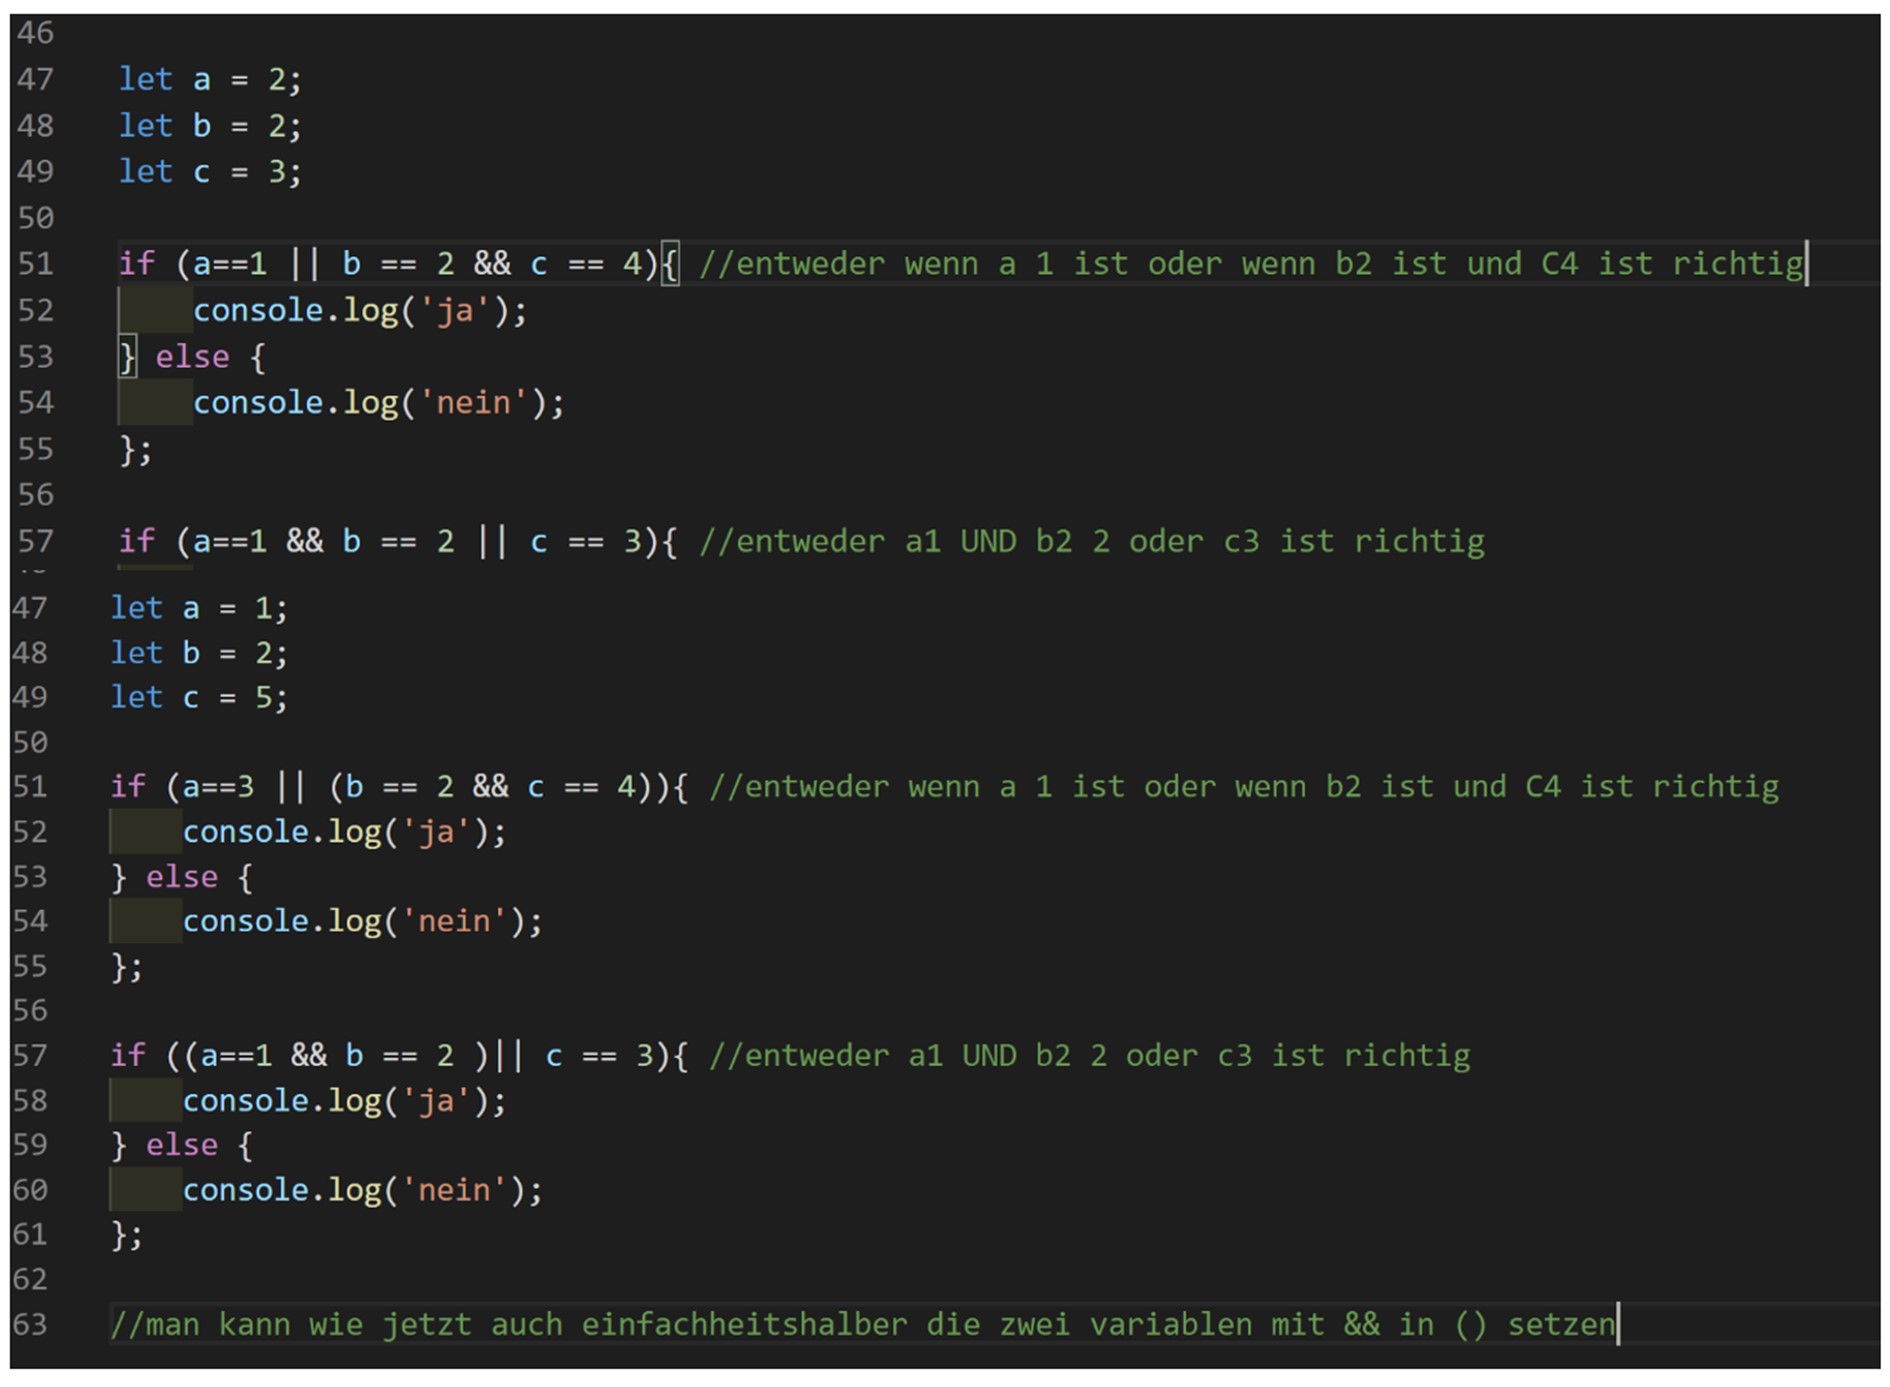 46
47 let a = 2;
48 let b = 2;
49 let c = 3;
50
51 if (a==1 || b == 2 && c == 4){ //entweder wenn a 1 ist oder wenn b2 ist und C4 ist richtig
52 console.log('ja');
53 } else {
54 console.log('nein');
55 };
56
57 if (a==1 && b == 2 || c == 3){ //entweder a1 UND b2 2 oder c3 ist richtig
47 let a = 1;
48 let b = 2;
49 let c = 5;
50
51 if (a==3 || (b == 2 && c == 4)){ //entweder wenn a 1 ist oder wenn b2 ist und C4 ist richtig
52 console.log('ja');
53 } else {
54 console.log('nein');
55 };
56
57 if ((a==1 && b == 2 )|| c == 3){ //entweder a1 UND b2 2 oder c3 ist richtig
58 console.log('ja');
59 } else {
60 console.log('nein');
61 };
62
63 //man kann wie jetzt auch einfachheitshalber die zwei variablen mit && in () setzen